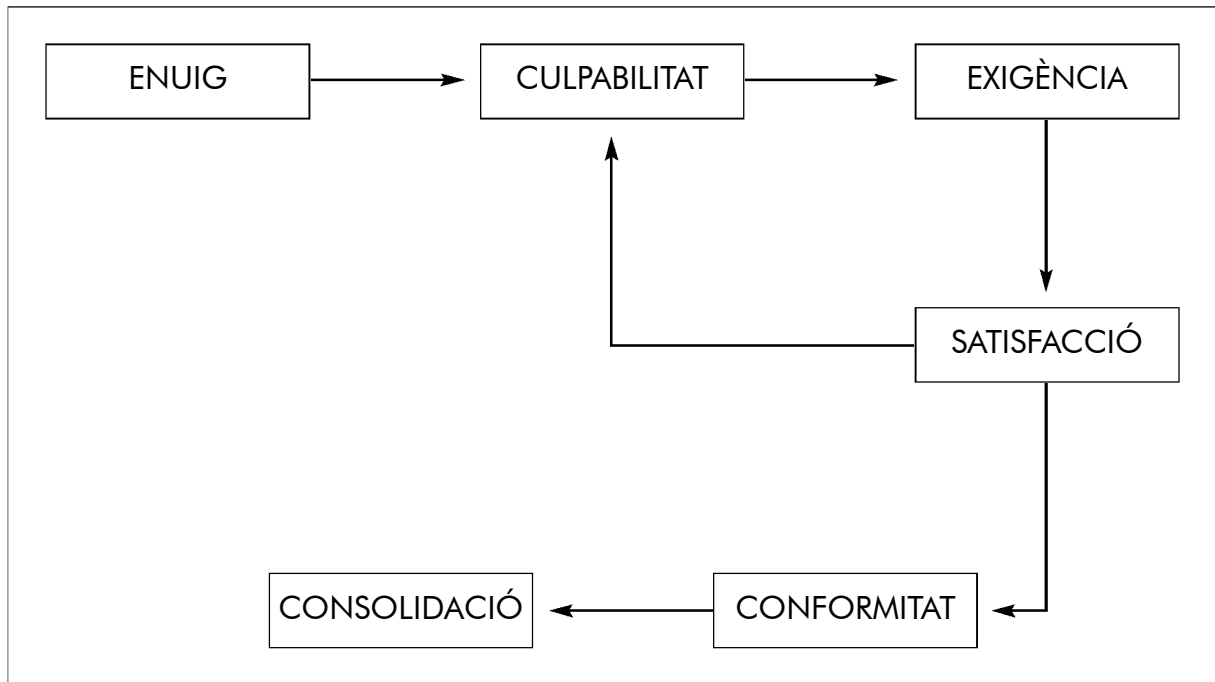 ENUIG
CULPABILITAT
EXIGÈNCIA
SATISFACCIÓ
CONSOLIDACIÓ
CONFORMITAT